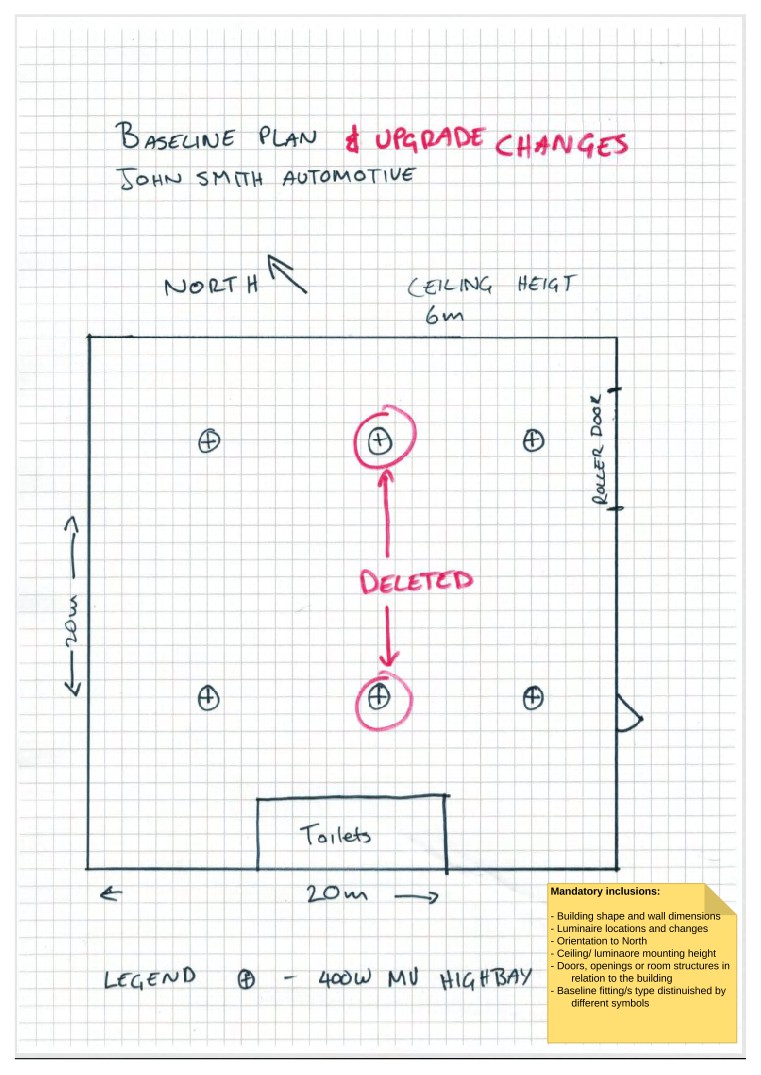 BASELINE PLAN & UPGRADE CHANGES
JOHN SMITH AUTOMOTIVE
NORTH
CEILING HEIGT
6m
ROLLER DOOR
DELETED
20m
Toilets
20m
LEGEND ⊕ - 400W MV HIGHBAY
Mandatory inclusions:
- Building shape and wall dimensions
- Luminaire locations and changes
- Orientation to North
- Ceiling/ luminaore mounting height
- Doors, openings or room structures in
relation to the building
- Baseline fitting/s type distinuished by
different symbols